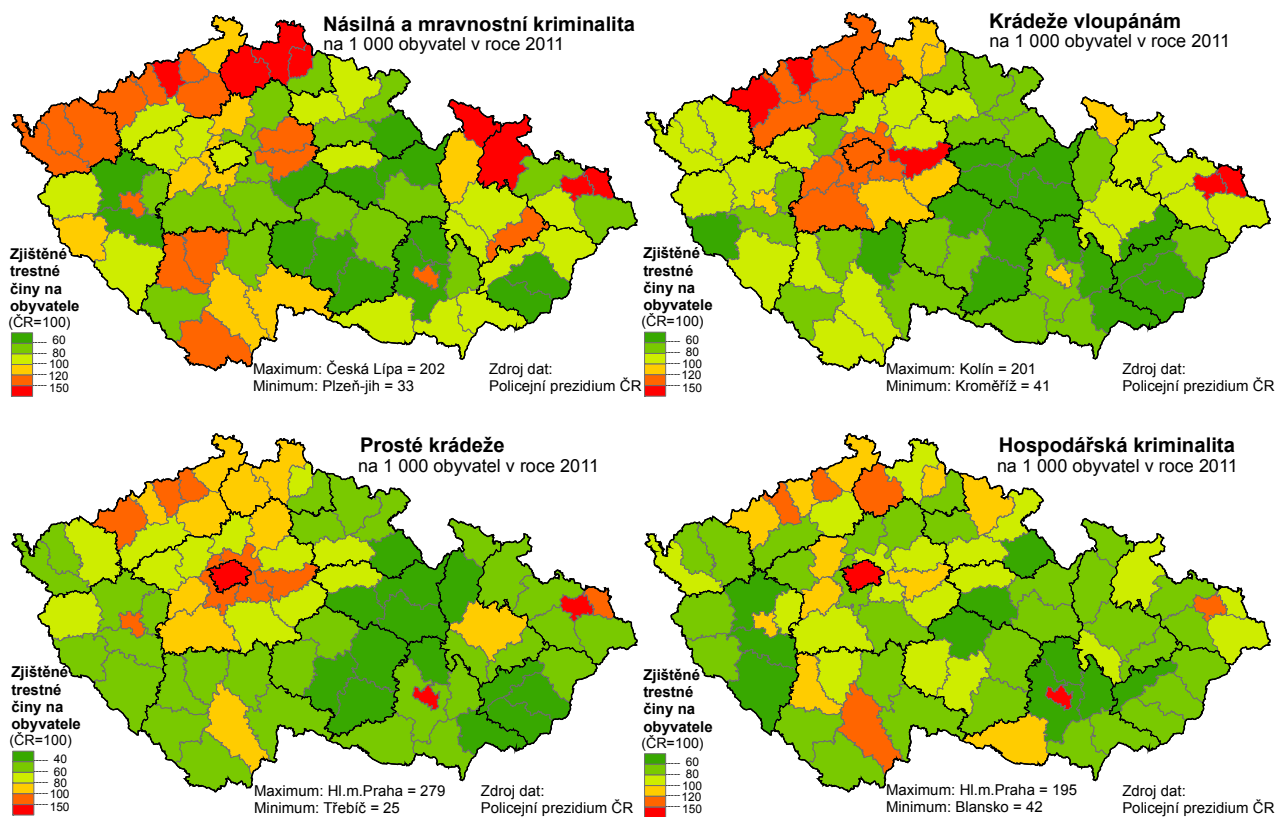 Násilná a mravnostní kriminalita
na 1 000 obyvatel v roce 2011
Zjištěné
trestné
činy na
obyvatele
(ČR=100)
60
80
100
120
150
Maximum: Česká Lípa = 202
Minimum: Plzeň-jih = 33
Zdroj dat:
Policejní prezidium ČR
Krádeže vloupánám
na 1 000 obyvatel v roce 2011
Zjištěné
trestné
činy na
obyvatele
(ČR=100)
60
80
100
120
150
Maximum: Kolín = 201
Minimum: Kroměříž = 41
Zdroj dat:
Policejní prezidium ČR
Prosté krádeže
na 1 000 obyvatel v roce 2011
Zjištěné
trestné
činy na
obyvatele
(ČR=100)
40
60
80
100
150
Maximum: Hl.m.Praha = 279
Minimum: Třebíč = 25
Zdroj dat:
Policejní prezidium ČR
Hospodářská kriminalita
na 1 000 obyvatel v roce 2011
Zjištěné
trestné
činy na
obyvatele
(ČR=100)
60
80
100
120
150
Maximum: Hl.m.Praha = 195
Minimum: Blansko = 42
Zdroj dat:
Policejní prezidium ČR